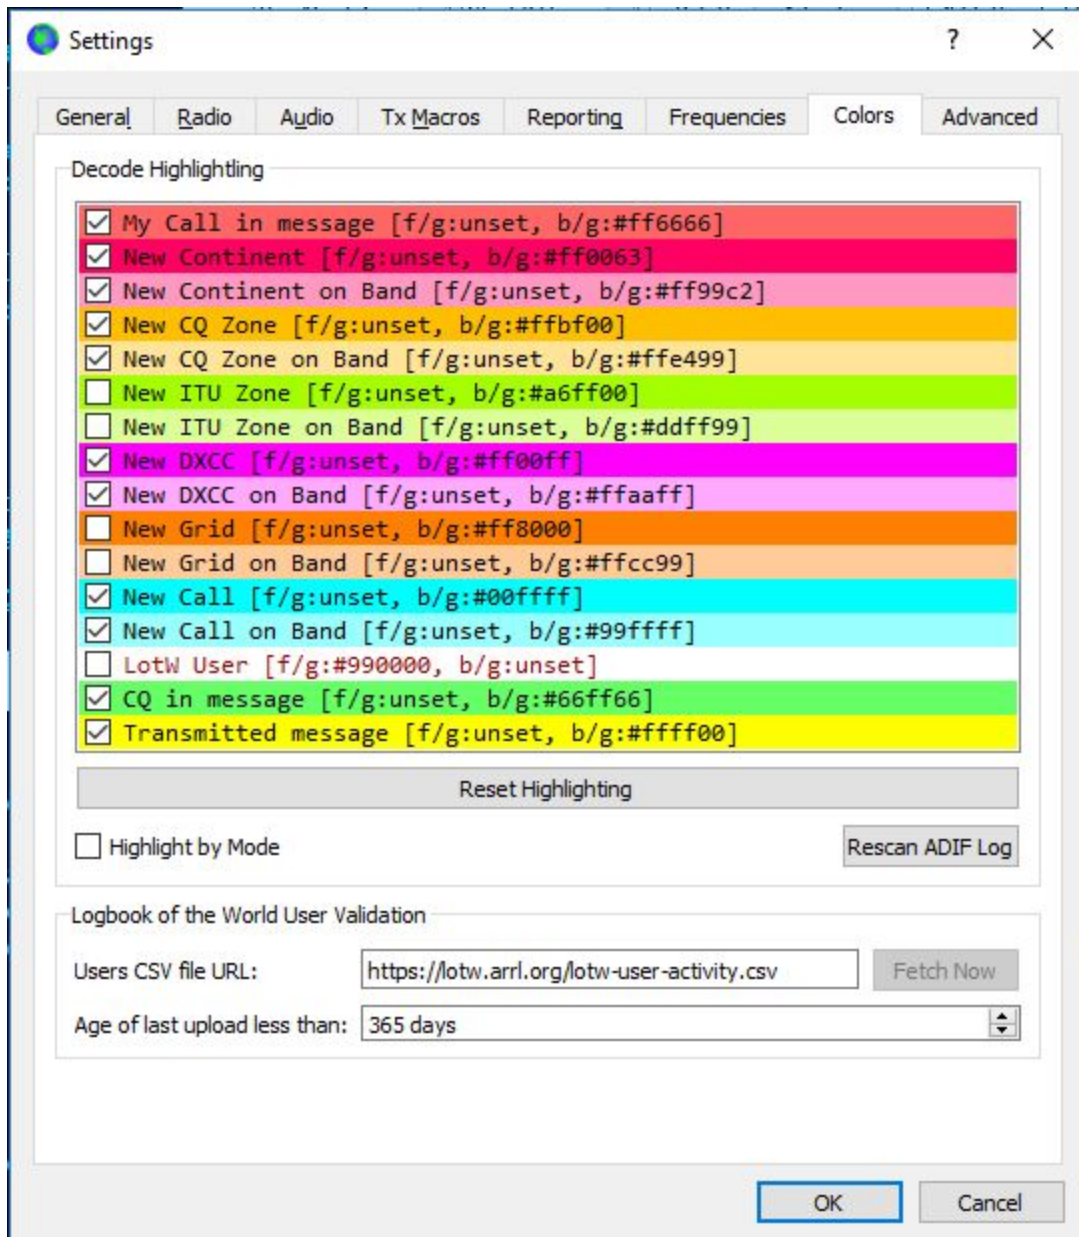 Settings
?
General Radio Audio Tx Macros Reporting Frequencies Colors Advanced
Decode Highlightling
My Call in message [f/g:unset, b/g:#ff6666]
New Continent [f/g:unset, b/g:#ff0063]
New Continent on Band [f/g:unset, b/g:#ff99c2]
New CQ Zone [f/g:unset, b/g:#ffbf00]
New CQ Zone on Band [f/g:unset, b/g:#ffe499]
New ITU Zone [f/g:unset, b/g:#a6ff00]
New ITU Zone on Band [f/g:unset, b/g:#ddff99]
New DXCC [f/g:unset, b/g:#ff00ff]
New DXCC on Band [f/g:unset, b/g:#ffaaff]
New Grid [f/g:unset, b/g:#ff8000]
New Grid on Band [f/g:unset, b/g:#ffcc99]
New Call [f/g:unset, b/g:#00ffff]
New Call on Band [f/g:unset, b/g:#99ffff]
LotW User [f/g:#990000, b/g:unset]
CQ in message [f/g:unset, b/g:#66ff66]
Transmitted message [f/g:unset, b/g:#ffff00]
Reset Highlighting
Highlight by Mode Rescan ADIF Log
Logbook of the World User Validation
Users CSV file URL: https://lotw.arrl.org/lotw-user-activity.csv Fetch Now
Age of last upload less than: 365 days
OK Cancel